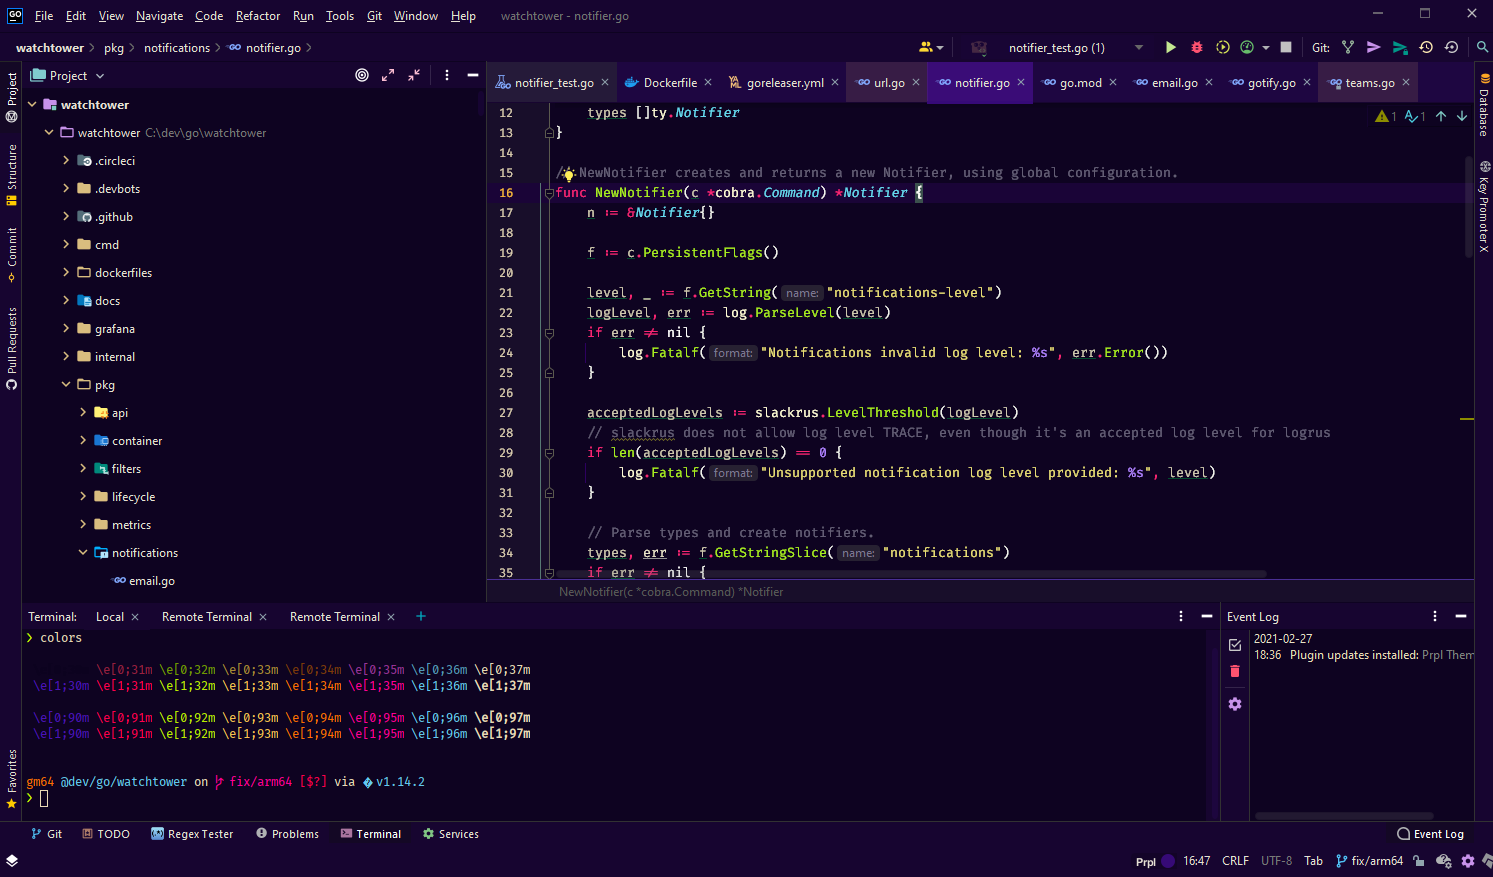 GO File Edit View Navigate Code Refactor Run Tools Git Window Help watchtower - notifier.go
watchtower pkg notifications notifier.go notifier_test.go (1) Git:
Project
notifier_test.go Dockerfile goreleaser.yml url.go notifier.go go.mod email.go gotify.go teams.go
Project
Structure
Commit
Pull Requests
Favorites
watchtower
watchtower C:\dev\go\watchtower
.circleci
.devbots
.github
cmd
dockerfiles
docs
grafana
internal
pkg
api
container
filters
lifecycle
metrics
notifications
email.go
1 1
12 types []ty.Notifier
13 }
14
15 / NewNotifier creates and returns a new Notifier, using global configuration.
16 func NewNotifier(c *cobra.Command) *Notifier {
17 n := &Notifier{}
18
19 f := c.PersistentFlags()
20
21 level, _ := f.GetString( name: "notifications-level")
22 logLevel, err := log.ParseLevel(level)
23 if err ≠ nil {
24 log.Fatalf( format: "Notifications invalid log level: %s", err.Error())
25 }
26
27 acceptedLogLevels := slackrus.LevelThreshold(logLevel)
28 // slackrus does not allow log level TRACE, even though it's an accepted log level for logrus
29 if len(acceptedLogLevels) == 0 {
30 log.Fatalf( format: "Unsupported notification log level provided: %s", level)
31 }
32
33 // Parse types and create notifiers.
34 types, err := f.GetStringSlice( name: "notifications")
35 if err ≠ nil {
NewNotifier(c *cobra.Command) *Notifier
Database
Key Promoter X
Terminal: Local Remote Terminal Remote Terminal
❯ colors
\e[0;31m \e[0;32m \e[0;33m \e[0;34m \e[0;35m \e[0;36m \e[0;37m
\e[1;30m \e[1;31m \e[1;32m \e[1;33m \e[1;34m \e[1;35m \e[1;36m \e[1;37m
\e[0;90m \e[0;91m \e[0;92m \e[0;93m \e[0;94m \e[0;95m \e[0;96m \e[0;97m
\e[1;90m \e[1;91m \e[1;92m \e[1;93m \e[1;94m \e[1;95m \e[1;96m \e[1;97m
gm64 @dev/go/watchtower on fix/arm64 [$?] via �v1.14.2
❯
Event Log
2021-02-27
18:36 Plugin updates installed: Prpl Them
Git TODO Regex Tester Problems Terminal Services Event Log
Prpl 16:47 CRLF UTF-8 Tab fix/arm64